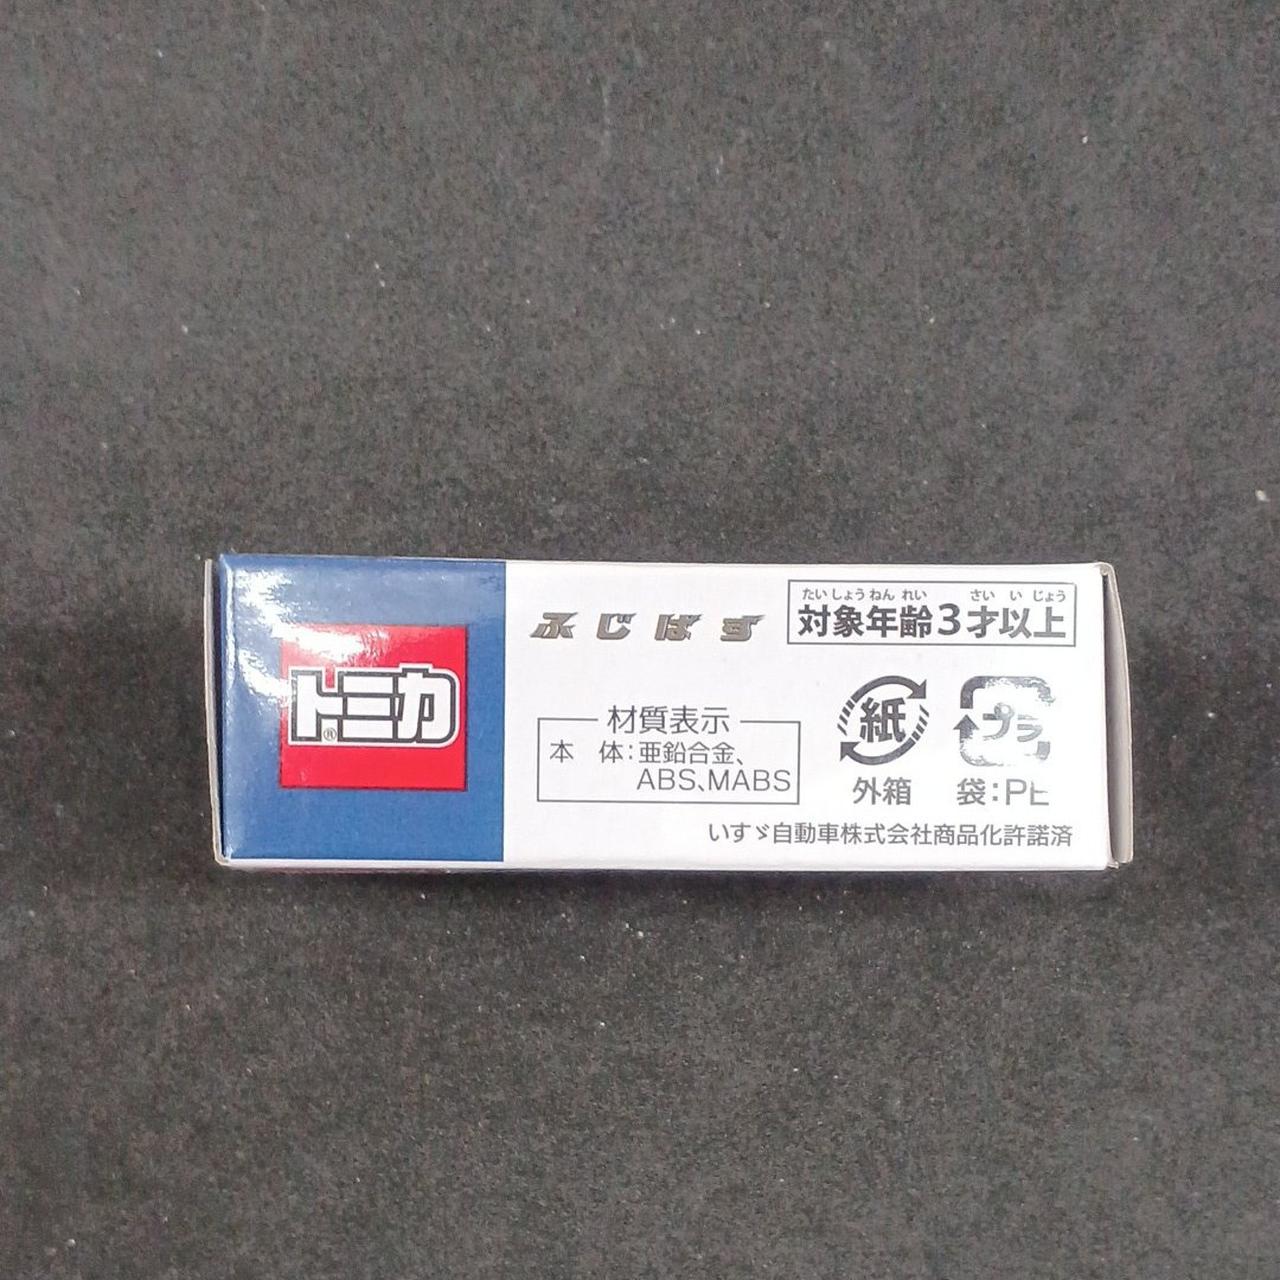 トミカ®
ふじばす
たいしょうねんれい さいいじょう
対象年齢3才以上
材質表示
本 体:亜鉛合金、
ABS、MABS
紙
外箱
プラ
袋:PE
いすゞ自動車株式会社商品化許諾済